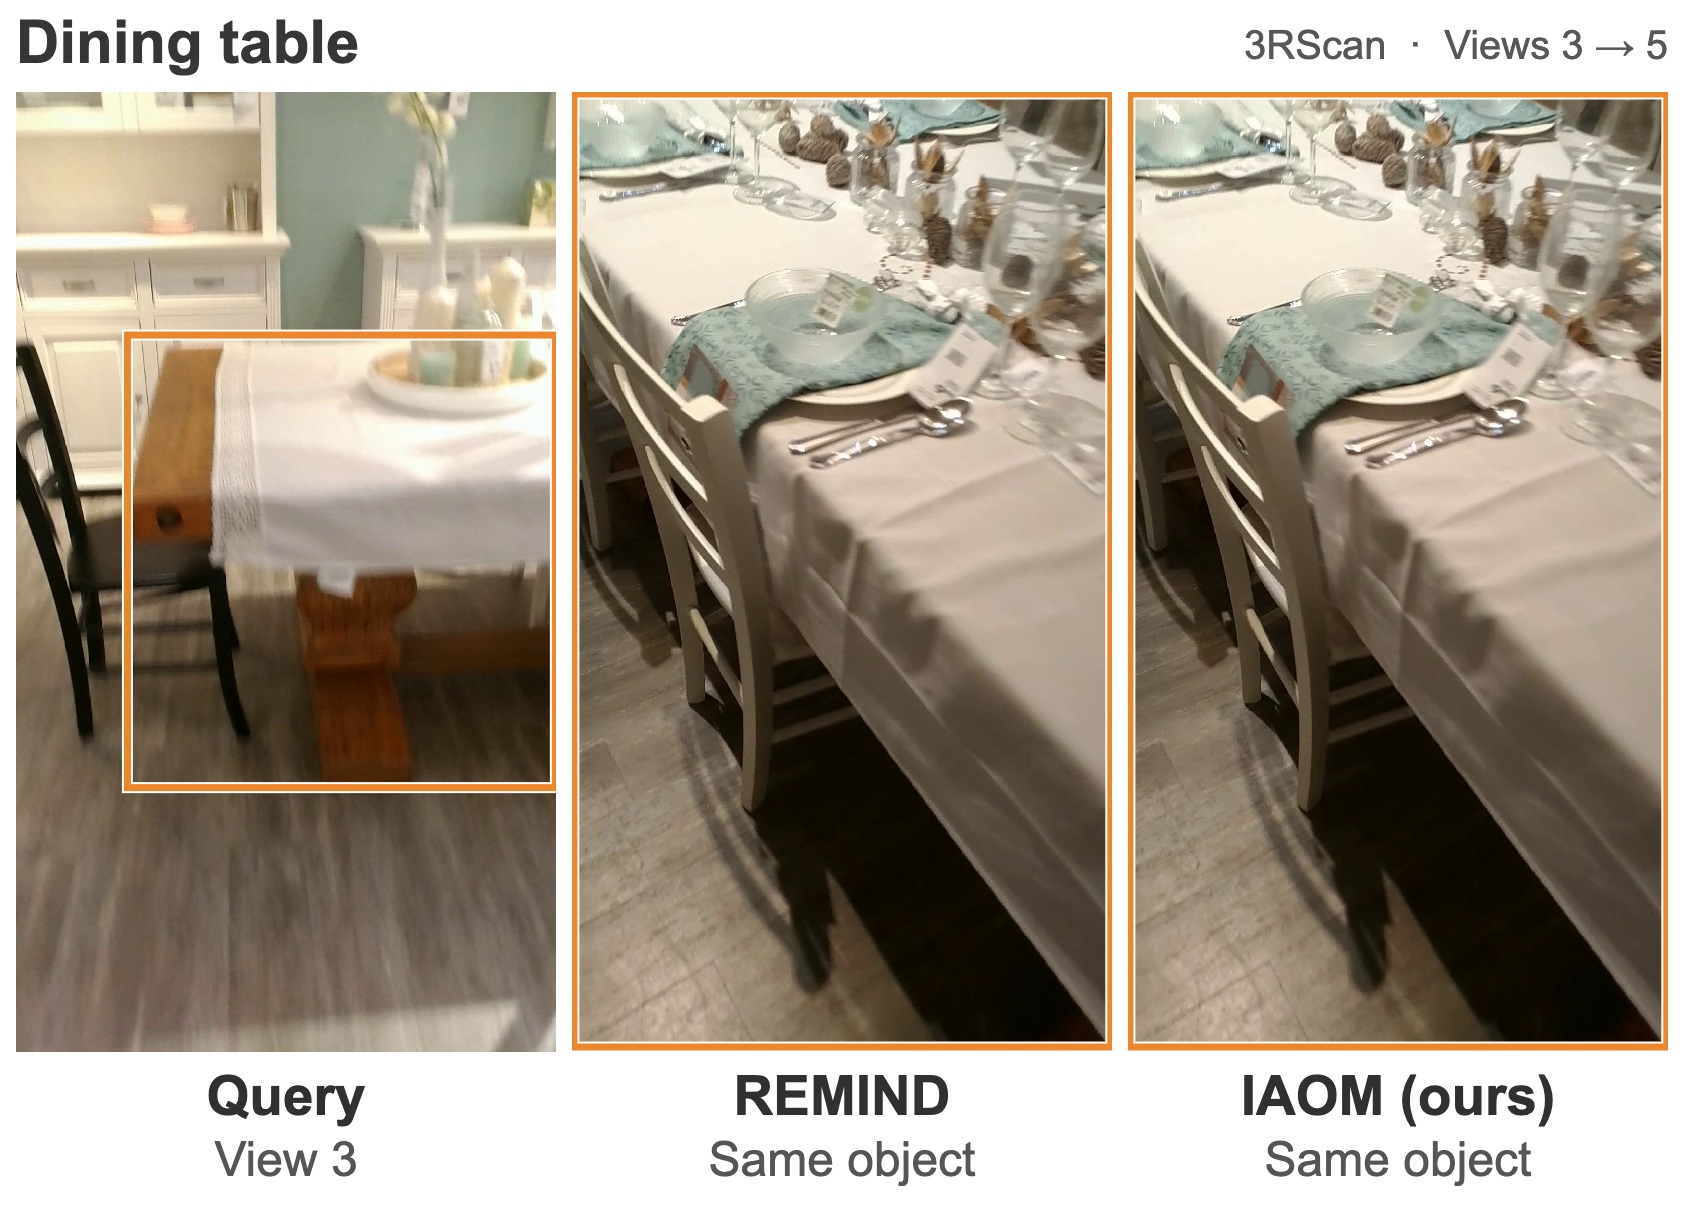 Dining table
3RScan · Views 3 → 5
Query
View 3
REMIND
Same object
IAOM (ours)
Same object